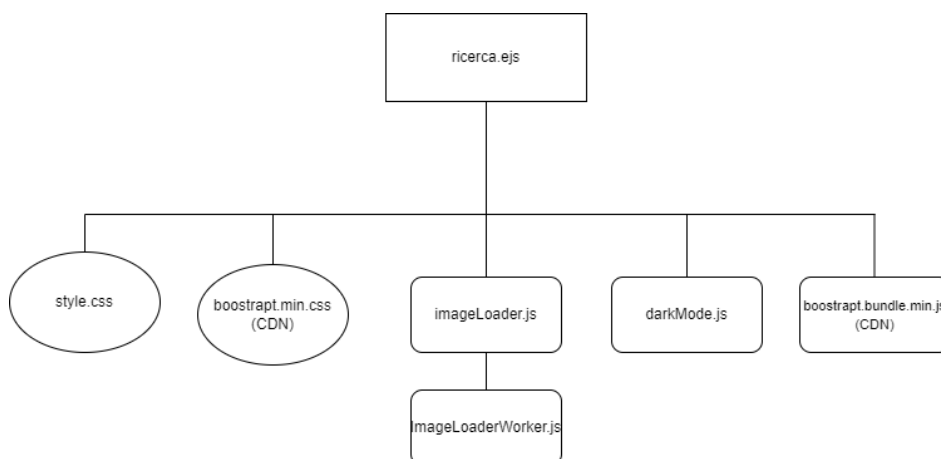 ricerca.ejs
style.css
boostrapt.min.css
(CDN)
imageLoader.js
darkMode.js
boostrapt.bundle.min.js
(CDN)
ImageLoaderWorker.js